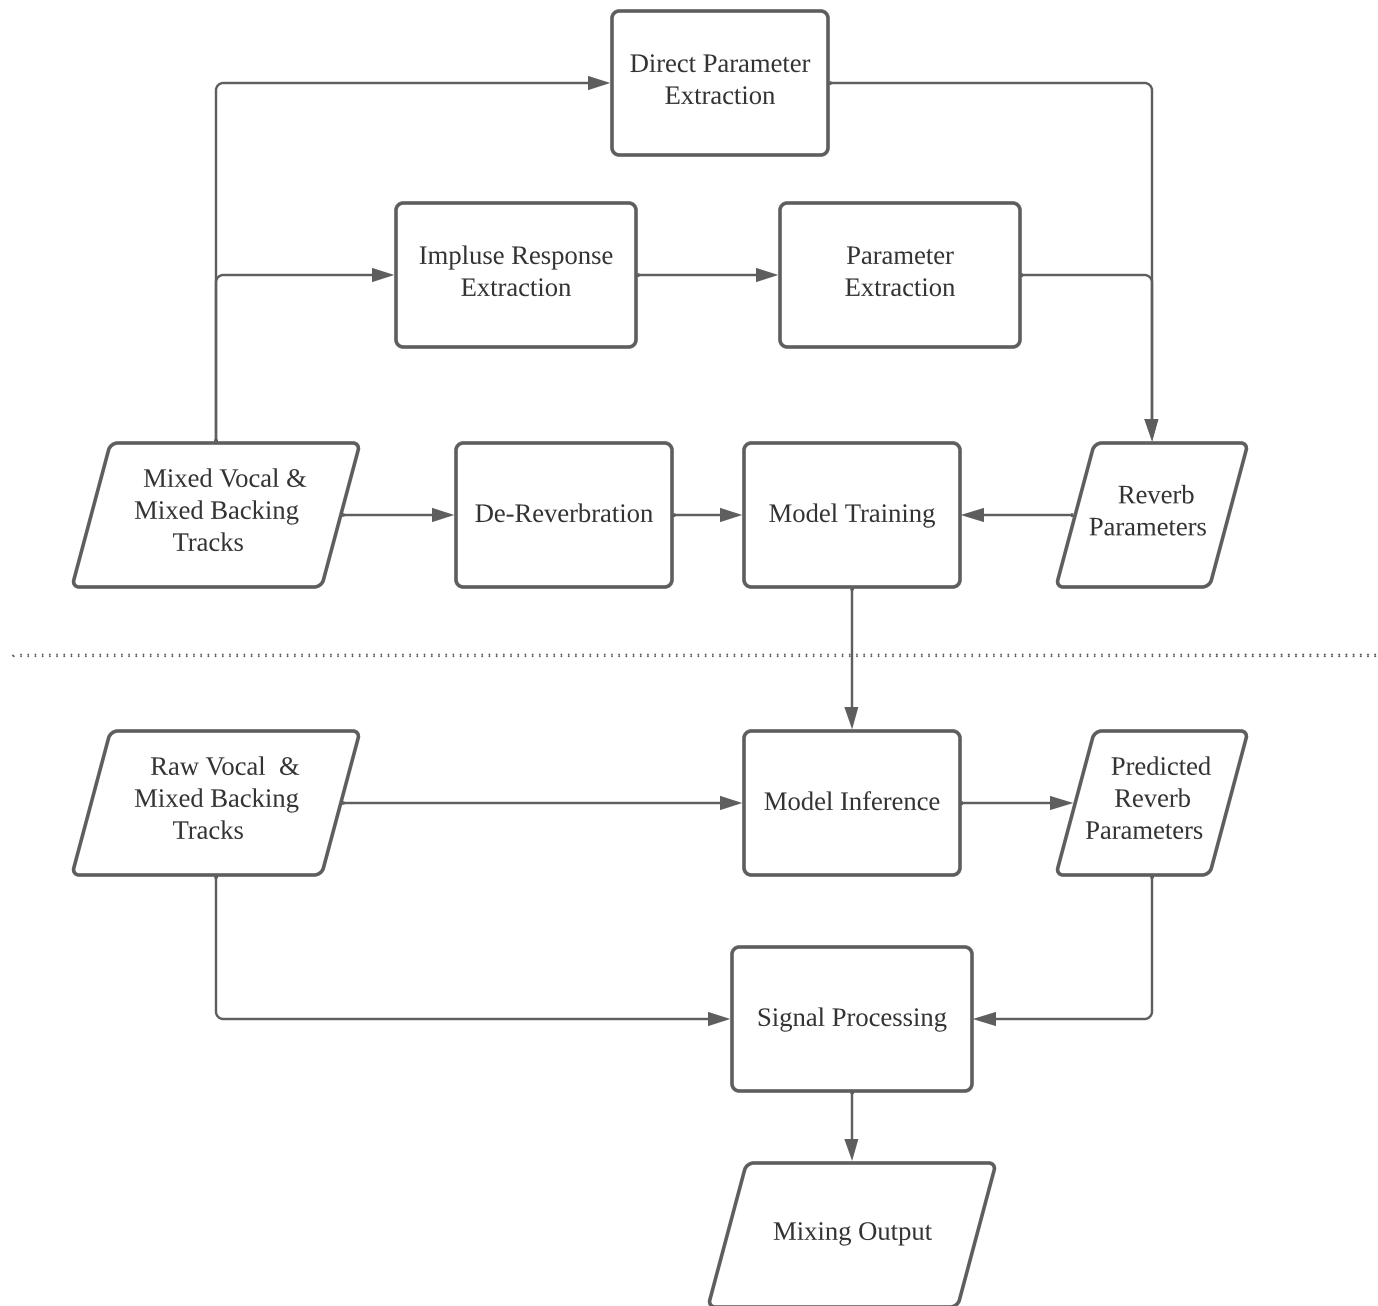 Direct Parameter
Extraction
Impluse Response
Extraction
Parameter
Extraction
Mixed Vocal &
Mixed Backing
Tracks
De-Reverbration
Model Training
Reverb
Parameters
Raw Vocal  &
Mixed Backing
Tracks
Model Inference
Predicted
Reverb
Parameters
Signal Processing
Mixing Output